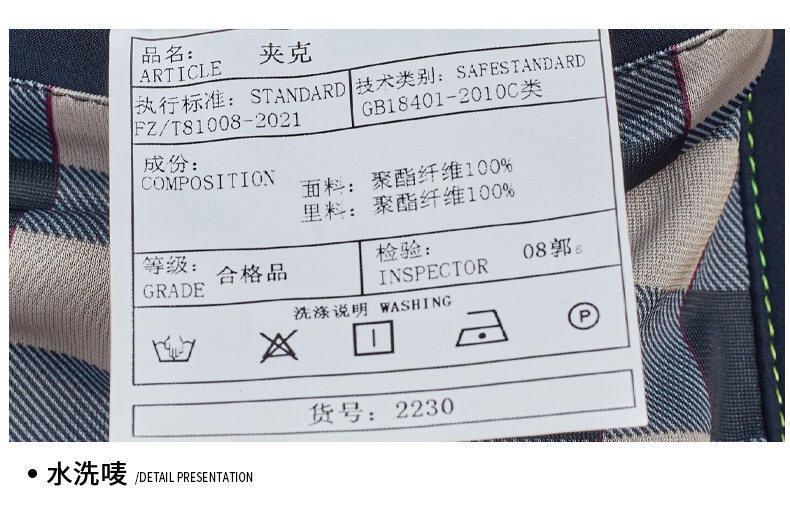 品名: 夹克
ARTICLE
执行标准: STANDARD
FZ/T81008-2021
技术类别: SAFESTANDARD
GB18401-2010C类
成份:
COMPOSITION
面料: 聚酯纤维100%
里料: 聚酯纤维100%
等级:
GRADE 合格品
检验:
INSPECTOR 08郭6
洗涤说明 WASHING
P
货号: 2230
• 水洗唛 /DETAIL PRESENTATION